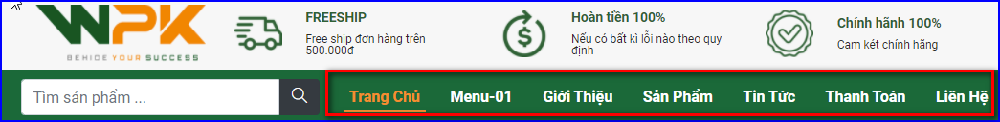 WPK
BEHIDE YOUR SUCCESS
FREESHIP
Free ship đơn hàng trên
500.000đ
Hoàn tiền 100%
Nếu có bất kì lỗi nào theo quy
định
Chính hãnh 100%
Cam két chính hãng
Tìm sản phẩm ...
Trang Chủ Menu-01 Giới Thiệu Sản Phẩm Tin Tức Thanh Toán Liên Hệ